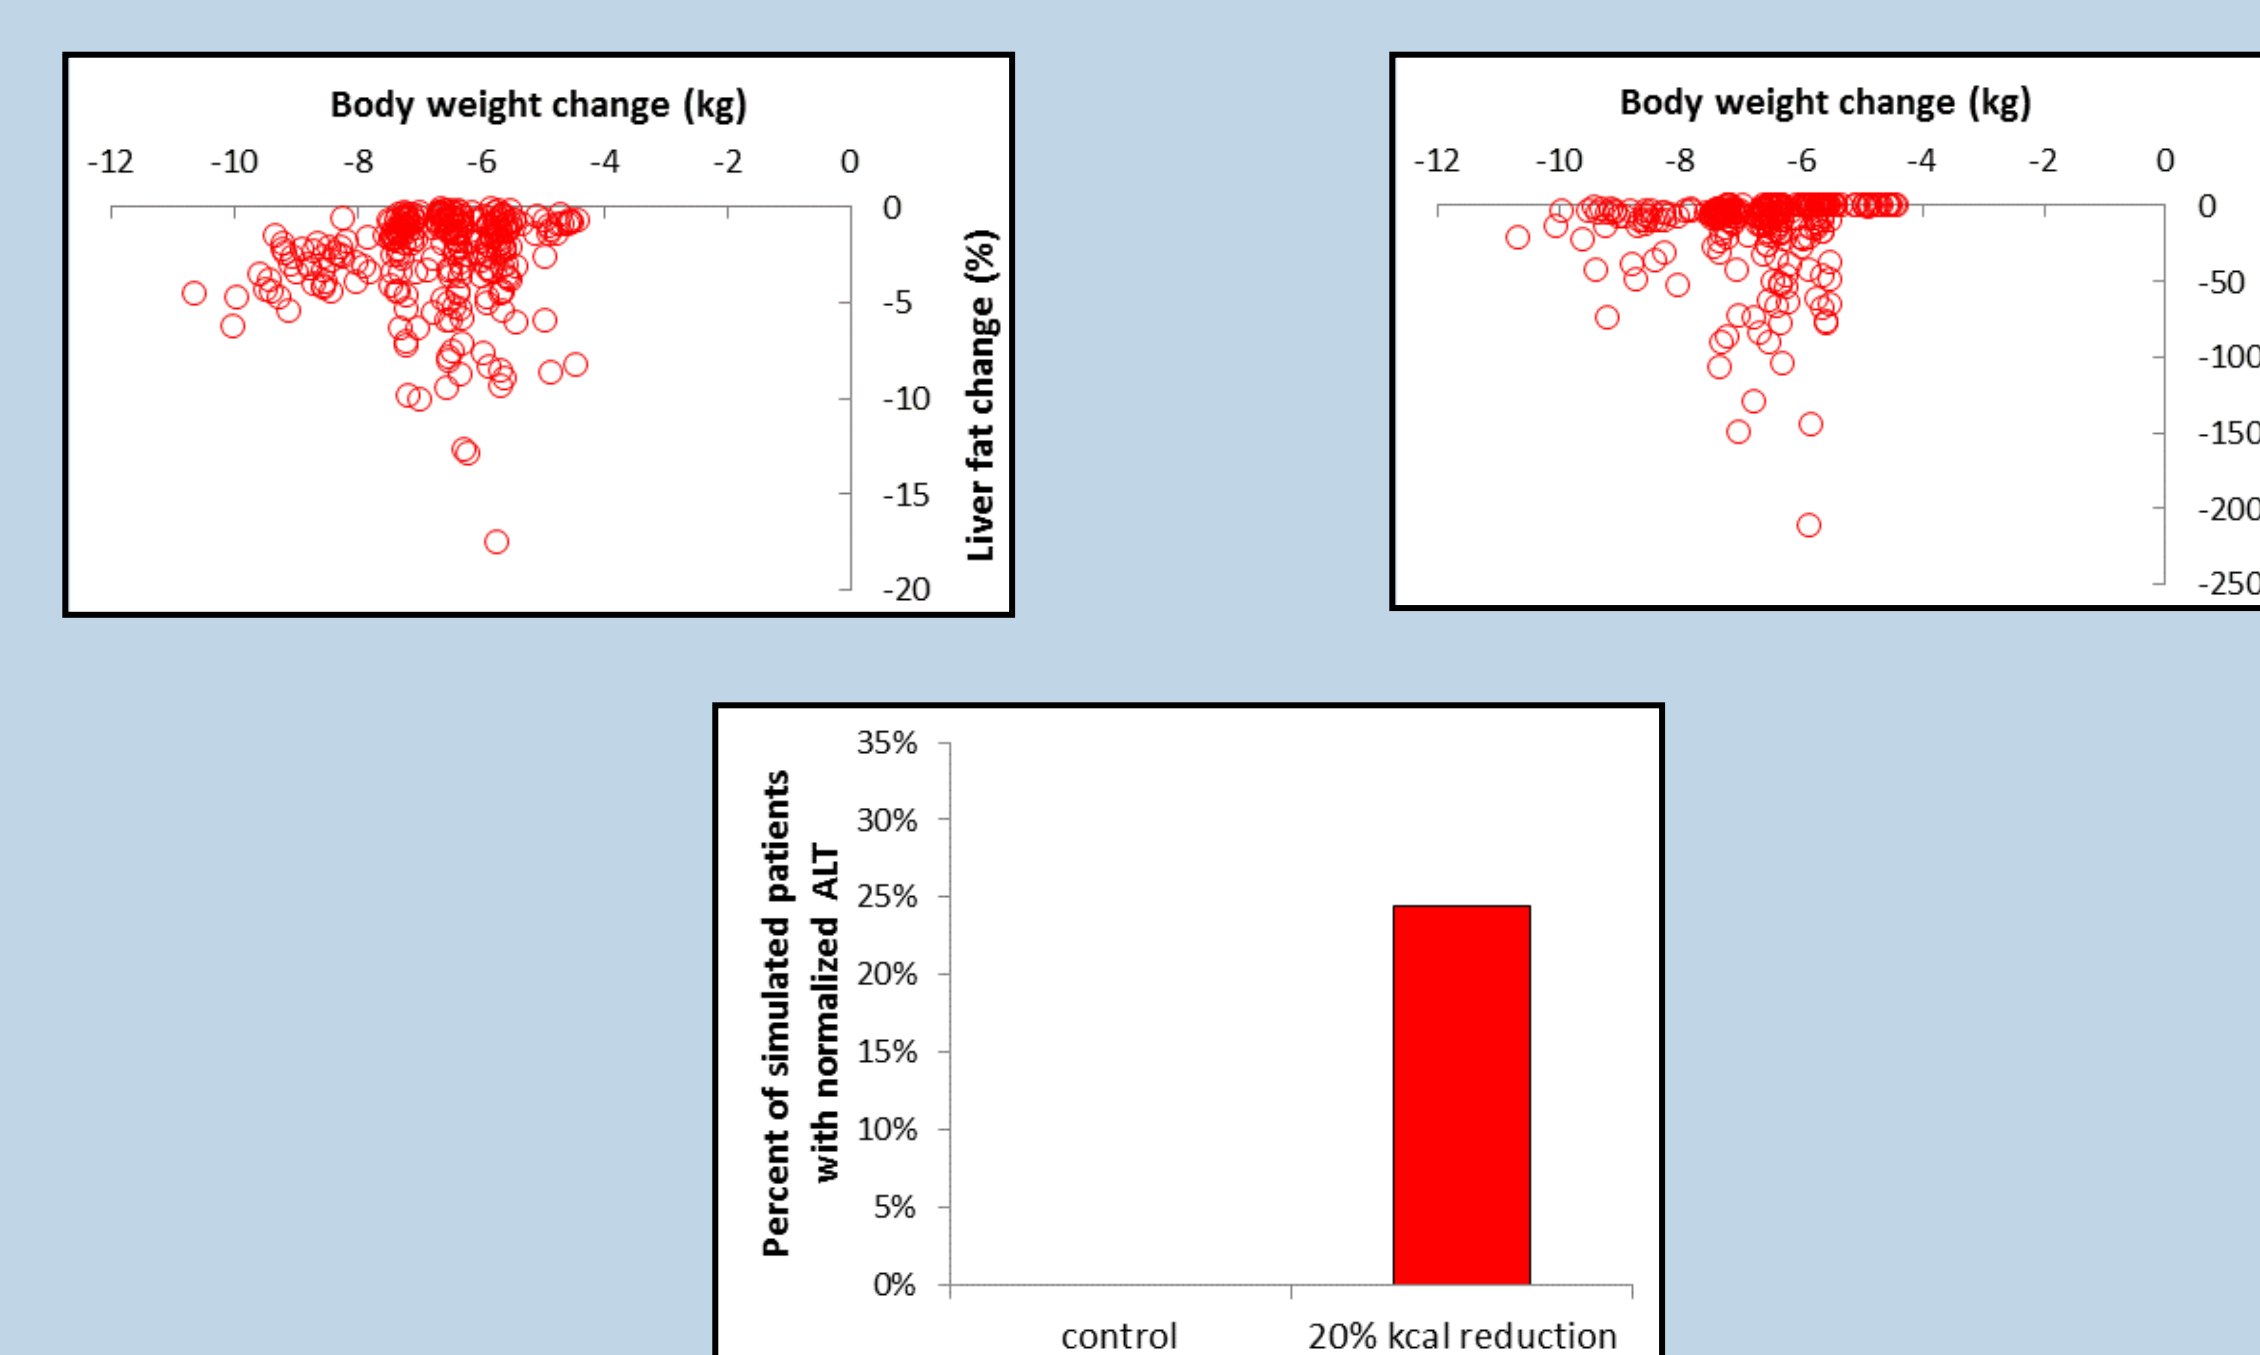 Body weight change (kg)
-12 -10 -8 -6 -4 -2 0
0
-5
-10
-15
-20
Liver fat change (%)
Body weight change (kg)
-12 -10 -8 -6 -4 -2 0
0
-50
-100
-150
-200
-250
Percent of simulated patients
with normalized ALT
35%
30%
25%
20%
15%
10%
5%
0%
control 20% kcal reduction